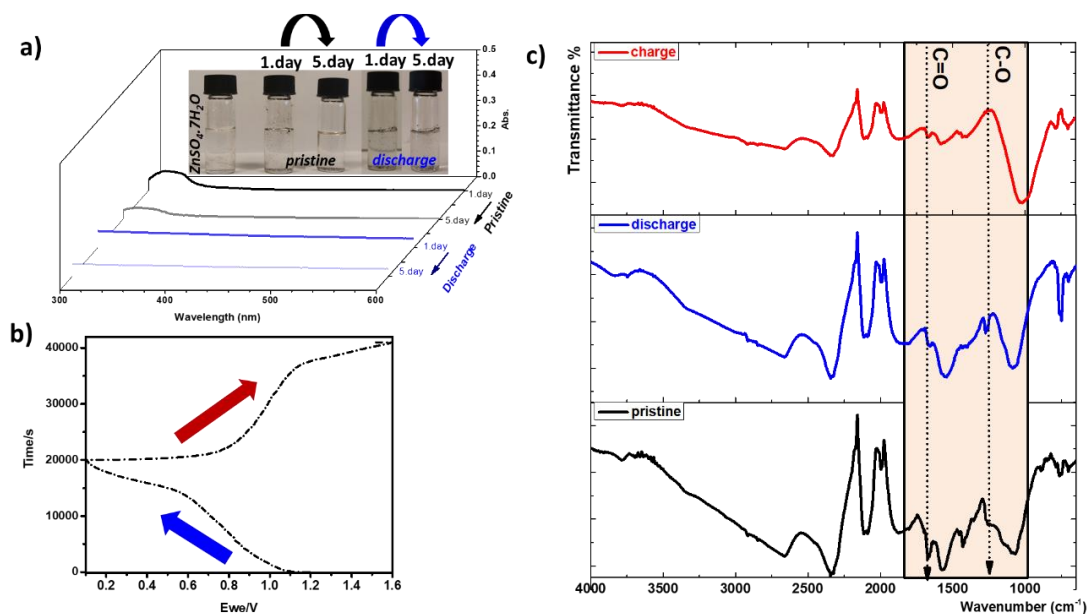 a)
1.day 5.day 1.day 5.day
ZnSO₄.7H₂O
pristine
discharge
0.5
0.4
0.3
0.2
0.1
0.0
Abs.
1.day
5.day
Pristine
1.day
5.day
Discharge
300 400 500 600
Wavelength (nm)
b)
40000
30000
20000
10000
0
Time/s
0.2 0.4 0.6 0.8 1.0 1.2 1.4 1.6
Ewe/V
c)
charge
C=O
C-O
discharge
pristine
Transmittance %
4000 3500 3000 2500 2000 1500 1000
Wavenumber (cm⁻¹)